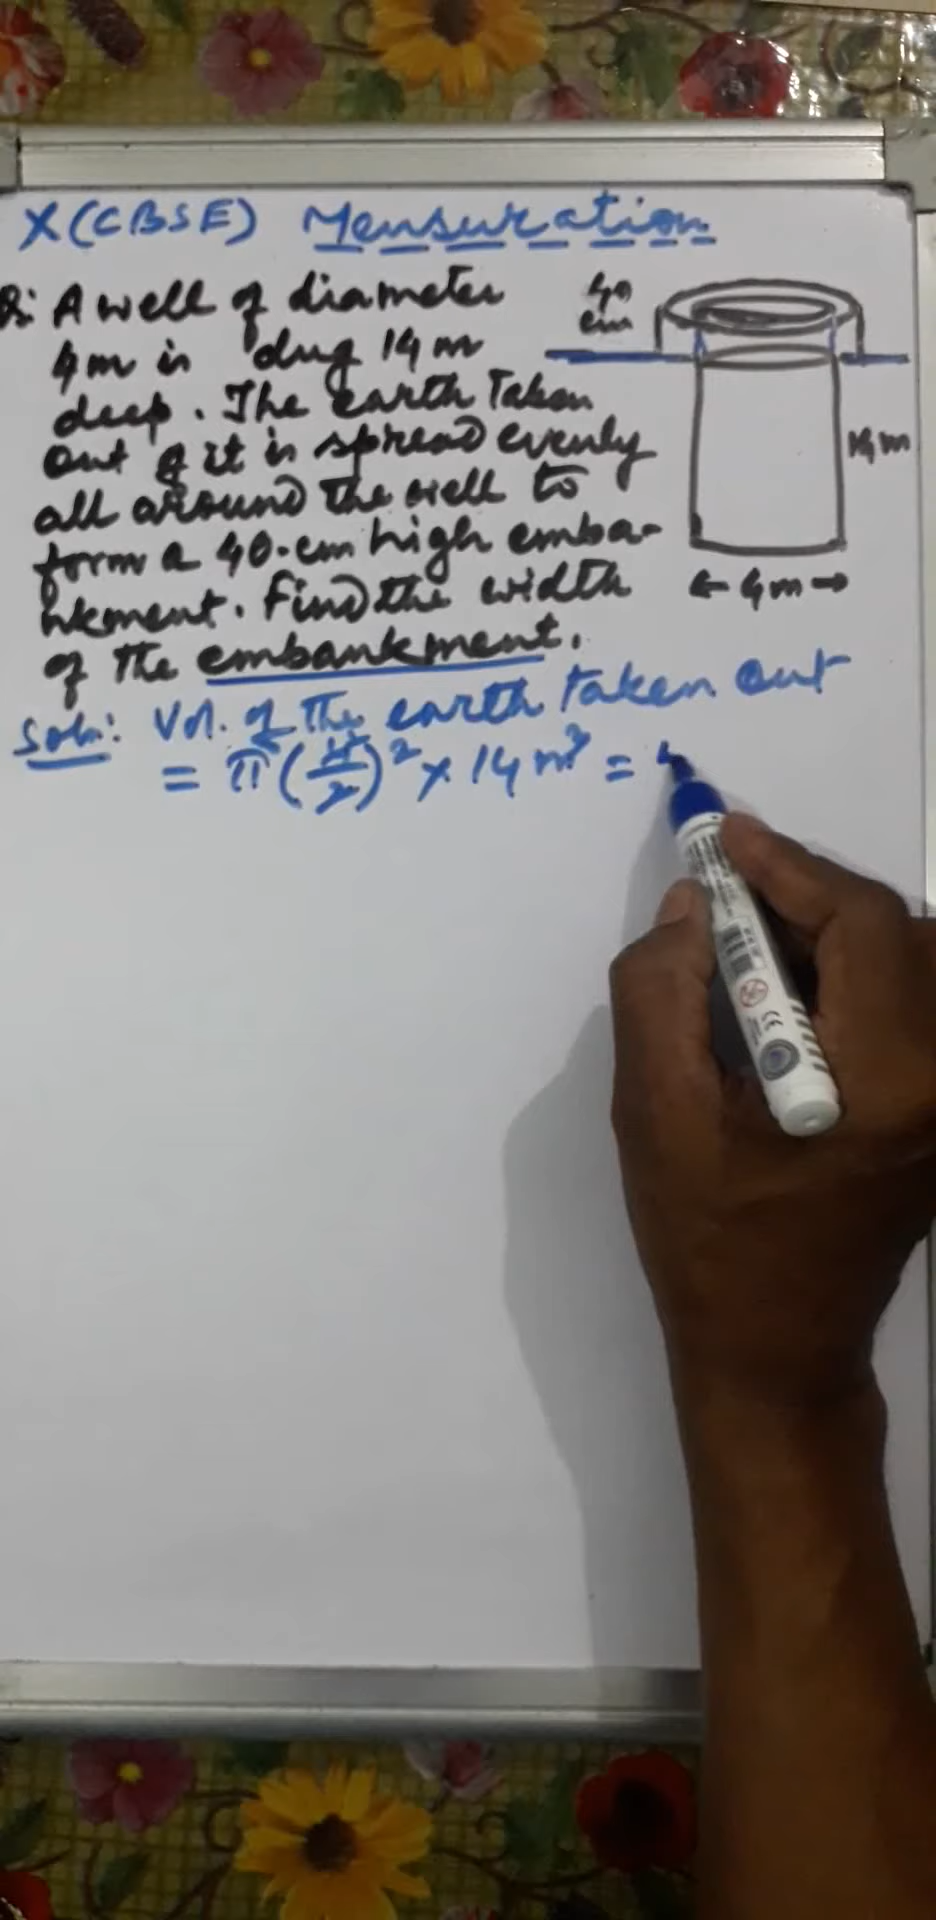 X (CBSE) Mensuration
Q: A well of diameter
4m is dug 14m
deep. The earth taken
out of it is spread evenly
all around the well to
form a 40-cm high emba-
nkment. Find the width
of the embankment.
40
cm
14m
← 4m →
Soln: Vol. of the earth taken out
= π(4/2)² × 14 m³ =
CE